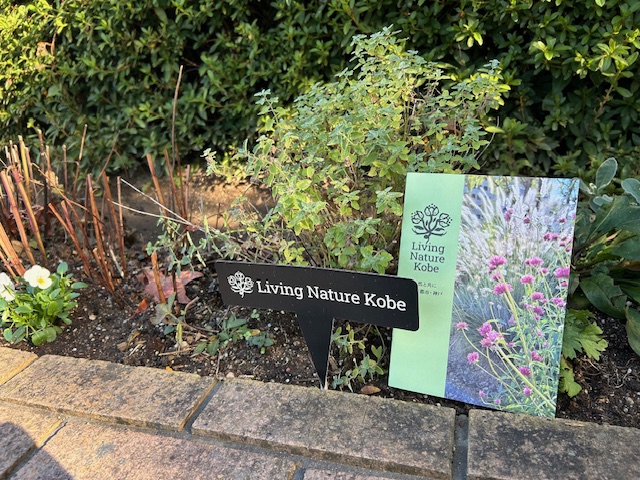 Living Nature Kobe
Living
Nature
Kobe